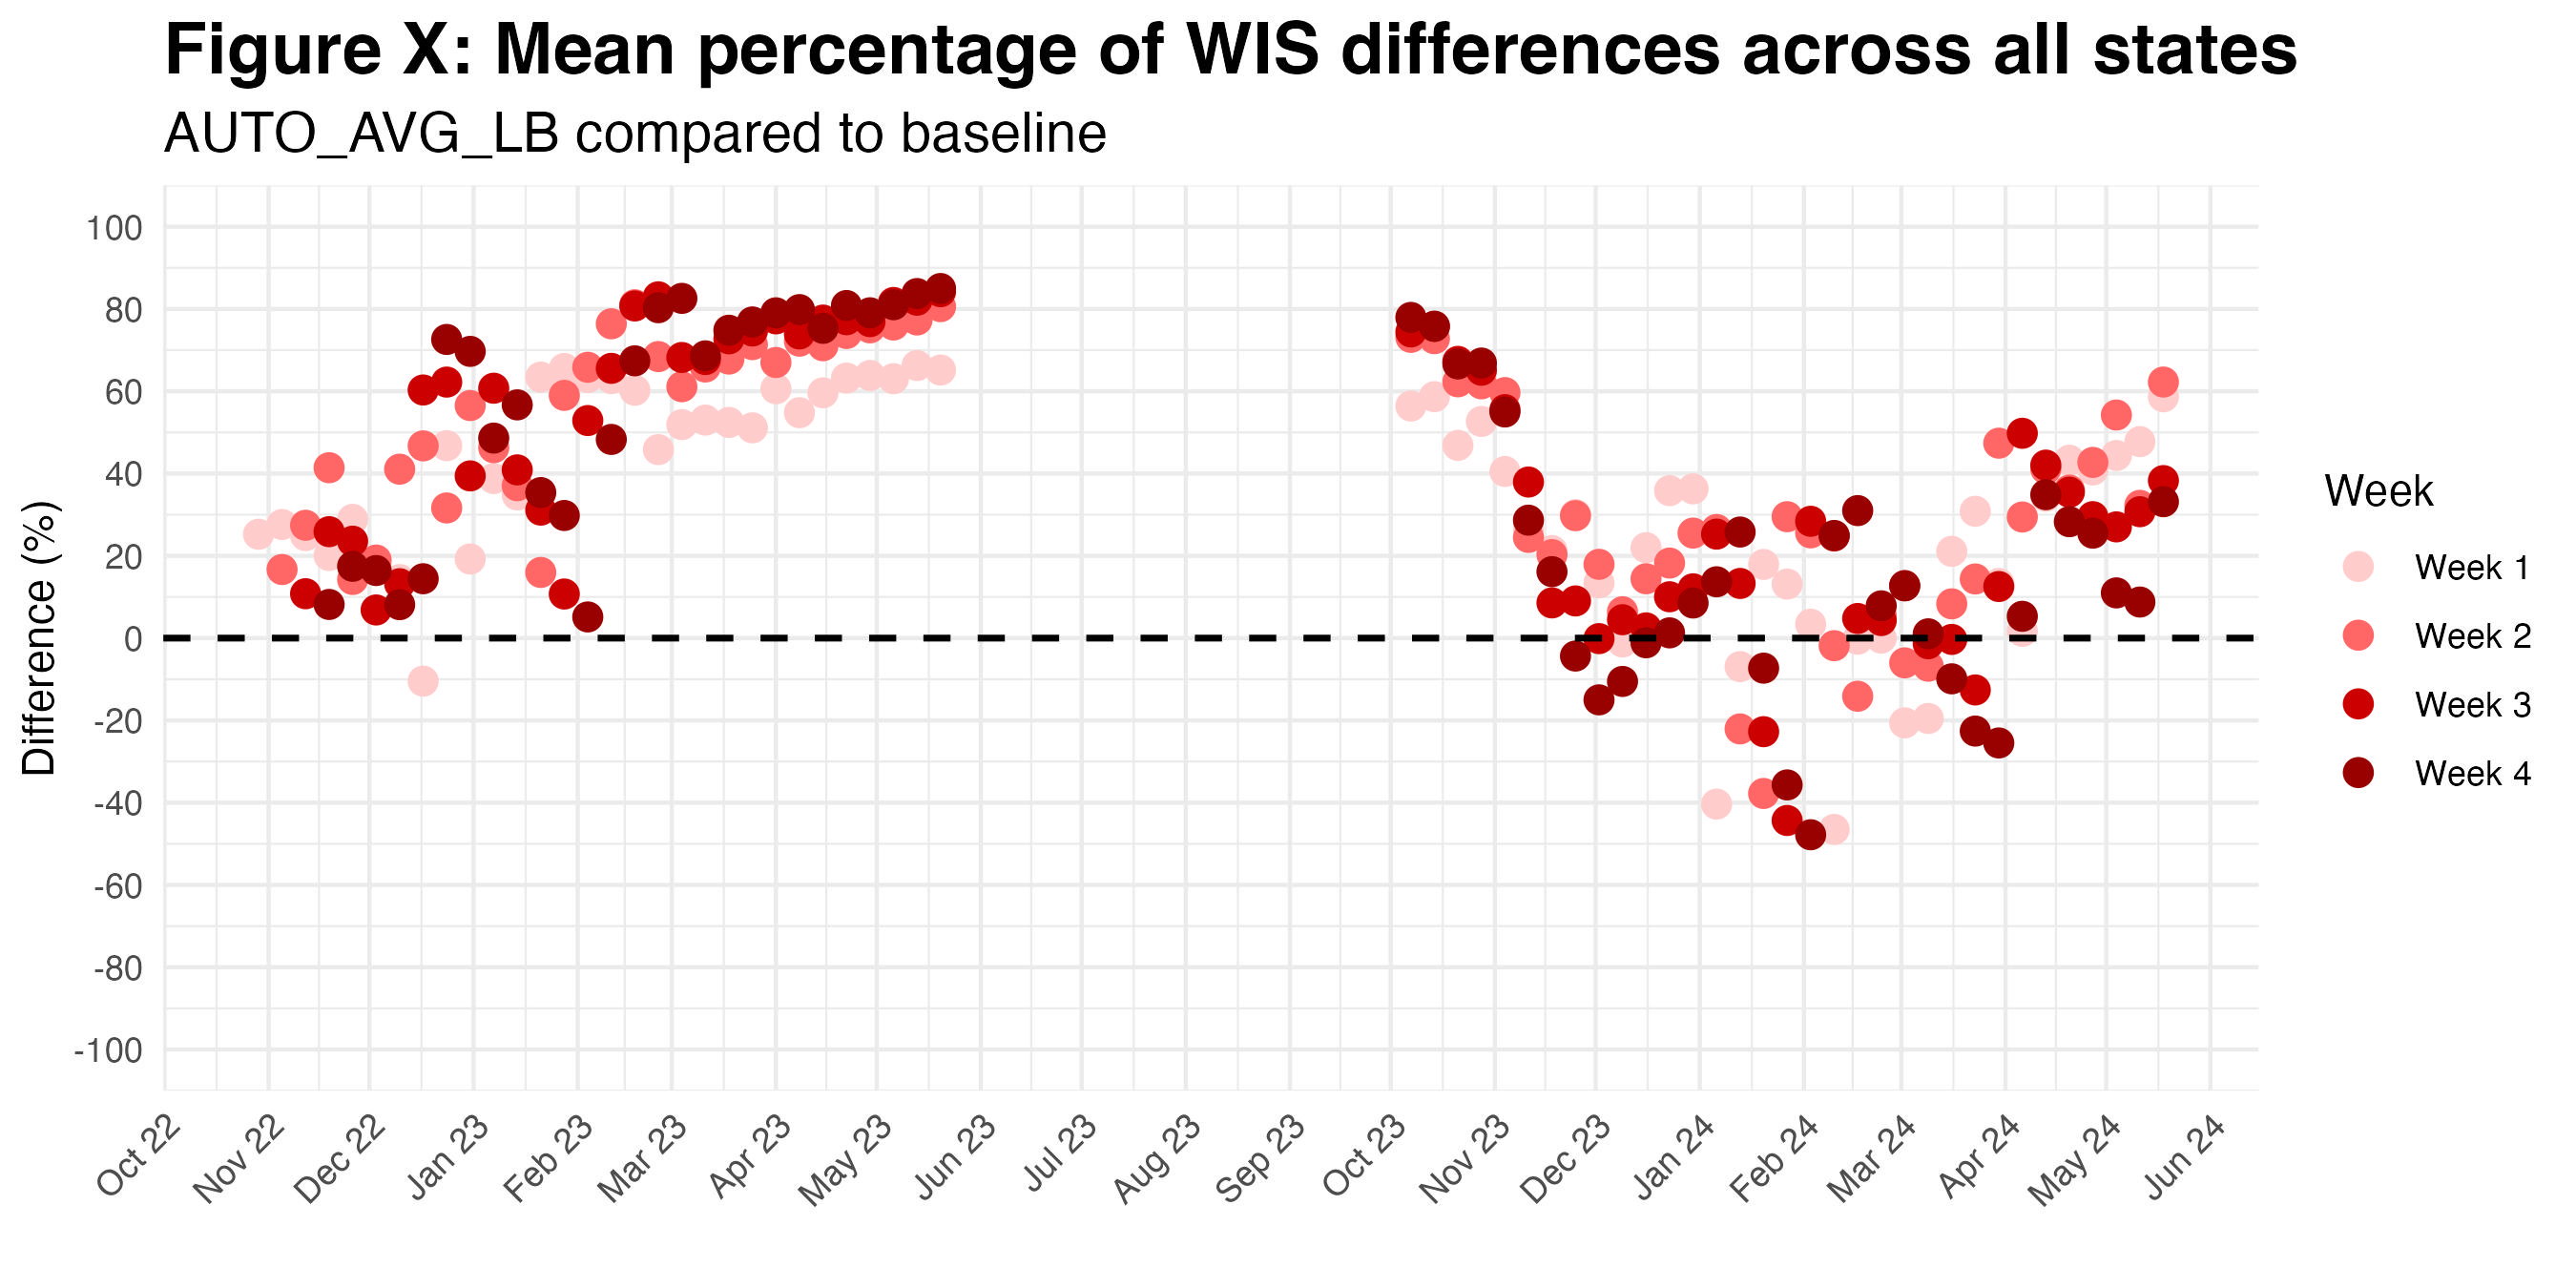 Figure X: Mean percentage of WIS differences across all states
AUTO_AVG_LB compared to baseline
Difference (%)
100
80
60
40
20
0
-20
-40
-60
-80
-100
Oct 22
Nov 22
Dec 22
Jan 23
Feb 23
Mar 23
Apr 23
May 23
Jun 23
Jul 23
Aug 23
Sep 23
Oct 23
Nov 23
Dec 23
Jan 24
Feb 24
Mar 24
Apr 24
May 24
Jun 24
Week
Week 1
Week 2
Week 3
Week 4